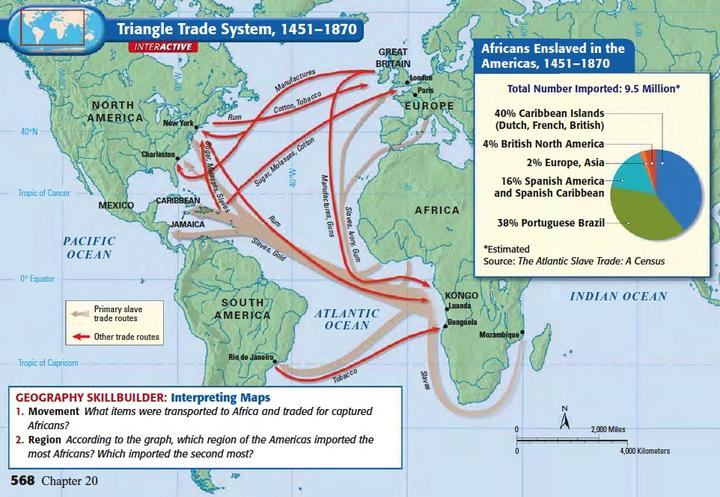 Triangle Trade System, 1451–1870
INTERACTIVE
Africans Enslaved in the
Americas, 1451–1870
Total Number Imported: 9.5 Million*
40% Caribbean Islands
(Dutch, French, British)
4% British North America
2% Europe, Asia
16% Spanish America
and Spanish Caribbean
38% Portuguese Brazil
*Estimated
Source: The Atlantic Slave Trade: A Census
GREAT
BRITAIN
London
Paris
EUROPE
Manufactures
Cotton, Tobacco
Rum
NORTH
AMERICA
New York
40°N
Charleston
Sugar, Molasses, Slaves
Sugar, Molasses, Cotton
40°W
0°
80°W
80°E
Tropic of Cancer
MEXICO
CARIBBEAN
JAMAICA
Rum
Slaves, Gold
Manufactures, Guns
Slaves, Ivory, Gum
AFRICA
PACIFIC
OCEAN
0° Equator
INDIAN OCEAN
Primary slave
trade routes
Other trade routes
SOUTH
AMERICA
ATLANTIC
OCEAN
KONGO
Luanda
Benguela
Mozambique
Rio de Janeiro
Tropic of Capricorn
Tobacco
Slaves
GEOGRAPHY SKILLBUILDER: Interpreting Maps
1. Movement What items were transported to Africa and traded for captured
Africans?
2. Region According to the graph, which region of the Americas imported the
most Africans? Which imported the second most?
N
0 2,000 Miles
0 4,000 Kilometers
568 Chapter 20